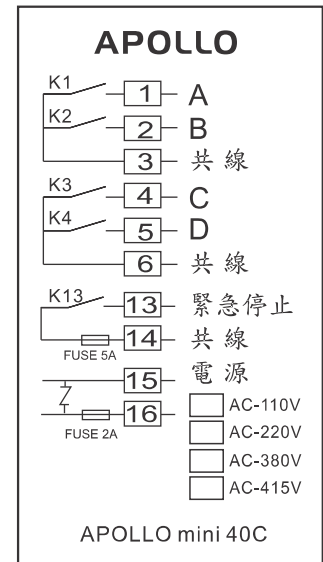 APOLLO
K1 1 A
K2 2 B
3 共線
K3 4 C
K4 5 D
6 共線
K13 13 緊急停止
14 共線
FUSE 5A
15 電源
16
FUSE 2A
AC-110V
AC-220V
AC-380V
AC-415V
APOLLO mini 40C